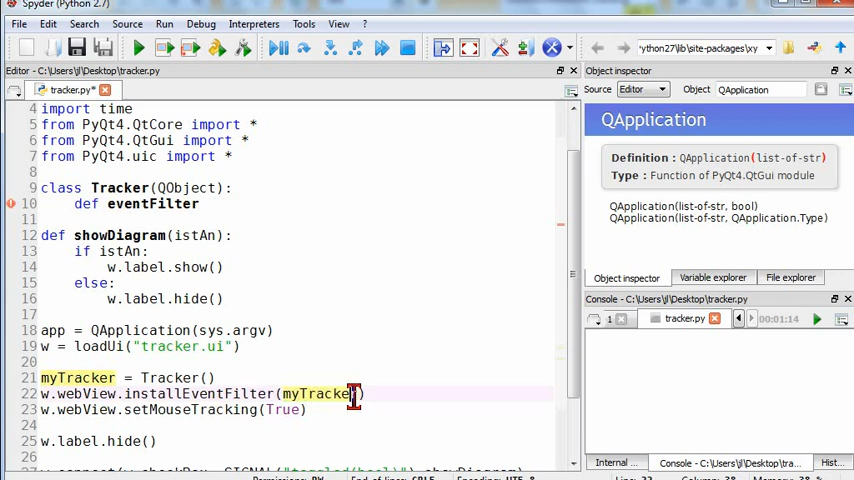 Spyder (Python 2.7)
File Edit Search Source Run Debug Interpreters Tools View ?
'ython27\lib\site-packages\xy
Editor - C:\Users\jl\Desktop\tracker.py
tracker.py*
4 import time
5 from PyQt4.QtCore import *
6 from PyQt4.QtGui import *
7 from PyQt4.uic import *
8
9 class Tracker(QObject):
10 def eventFilter
11
12 def showDiagram(istAn):
13 if istAn:
14 w.label.show()
15 else:
16 w.label.hide()
17
18 app = QApplication(sys.argv)
19 w = loadUi("tracker.ui")
20
21 myTracker = Tracker()
22 w.webView.installEventFilter(myTracker)
23 w.webView.setMouseTracking(True)
24
25 w.label.hide()
26
Object inspector
Source Editor Object QApplication
QApplication
Definition : QApplication(list-of-str)
Type : Function of PyQt4.QtGui module
QApplication(list-of-str, bool)
QApplication(list-of-str, QApplication.Type)
Object inspector Variable explorer File explorer
Console - C:\Users\jl\Desktop\tracker.py
1 tracker.py 00:01:14
Internal ... Console - C:\Users\jl\Desktop\tra... Hist...